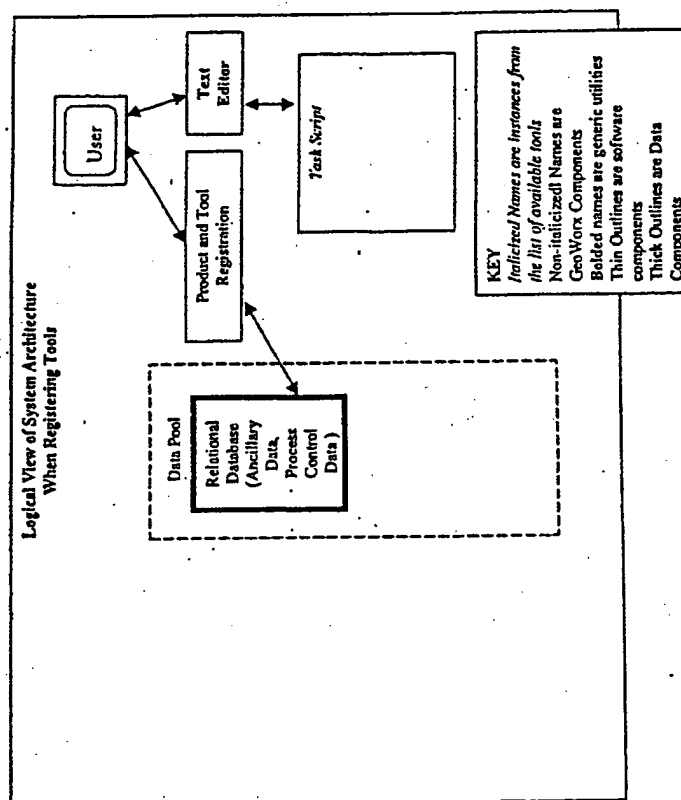 Logical View of System Architecture
When Registering Tools
User
Text
Editor
Product and Tool
Registration
Task Script
Data Pool
Relational
Database
(Ancillary
Data,
Process
Control
Data )
KEY
Italicized Names are instances from
the list of available tools
Non-italicized Names are
GeoWorx Components
Bolded names are generic utilities
Thin Outlines are software
components
Thick Outlines are Data
Components